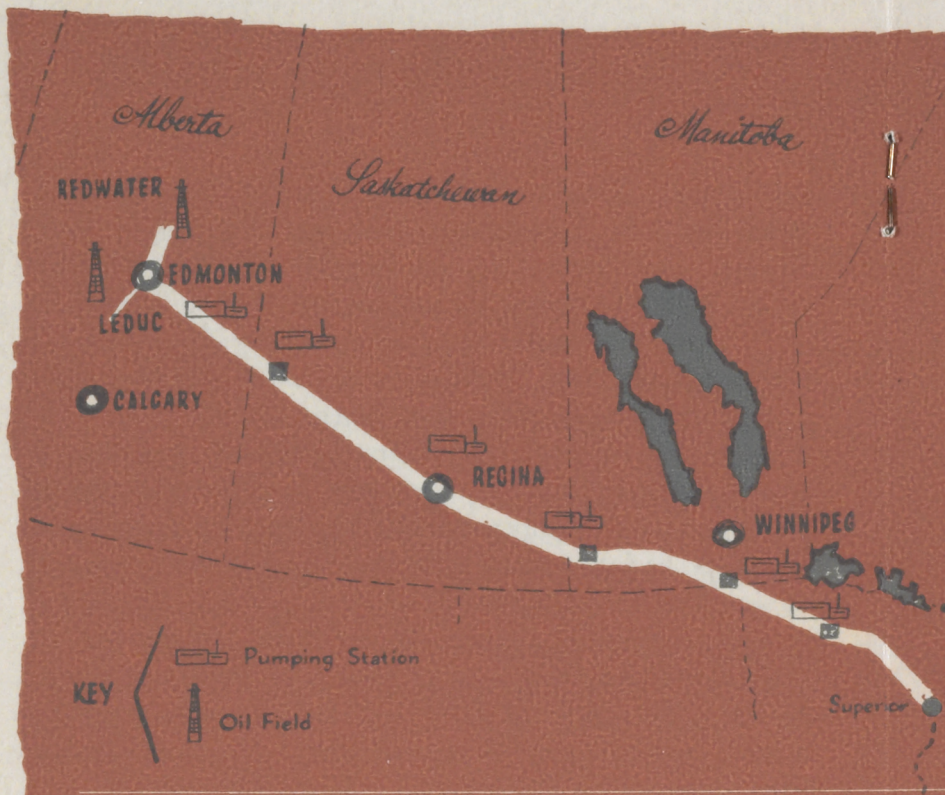 Alberta
Manitoba
Saskatchewan
REDWATER
EDMONTON
LEDUC
CALGARY
REGINA
WINNIPEG
KEY
Pumping Station
Oil Field
Superior